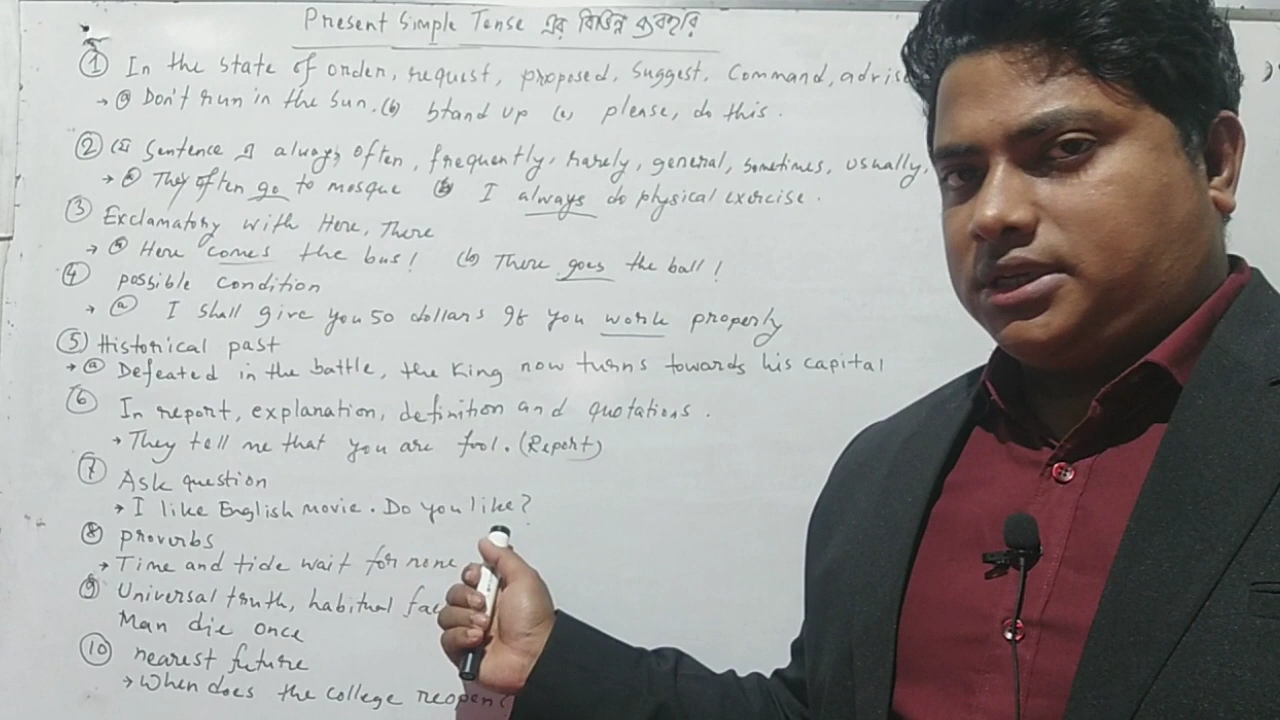 Present Simple Tense এর বিভিন্ন ব্যবহার
① In the state of order, request, proposed, Suggest, Command, advise
→ ⓐ Don't run in the sun. (b) Stand up (c) please, do this.
② Sentence এ always, often, frequently, rarely, general, sometimes, usually,
→ ⓐ They often go to mosque ⓑ I always do physical exercise.
③ Exclamatory with Here, There
→ ⓐ Here comes the bus! (b) There goes the ball!
④ possible condition
→ ⓐ I shall give you 50 dollars If you work properly
⑤ Historical past
→ ⓐ Defeated in the battle, the King now turns towards his capital
⑥ In report, explanation, definition and quotations.
→ They tell me that you are fool. (Report)
⑦ Ask question
→ I like English movie. Do you like?
⑧ proverbs
→ Time and tide wait for none
⑨ Universal truth, habitual fac
Man die once
⑩ nearest future
→ When does the college reopen?